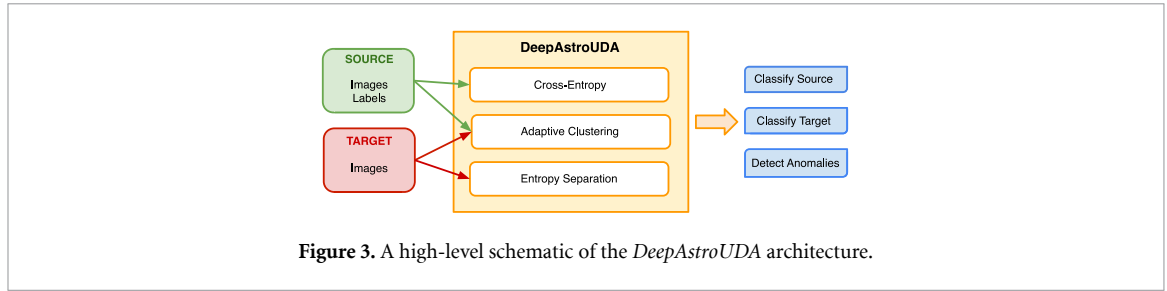 SOURCE
Images
Labels
TARGET
Images
DeepAstroUDA
Cross-Entropy
Adaptive Clustering
Entropy Separation
Classify Source
Classify Target
Detect Anomalies
Figure 3. A high-level schematic of the DeepAstroUDA architecture.